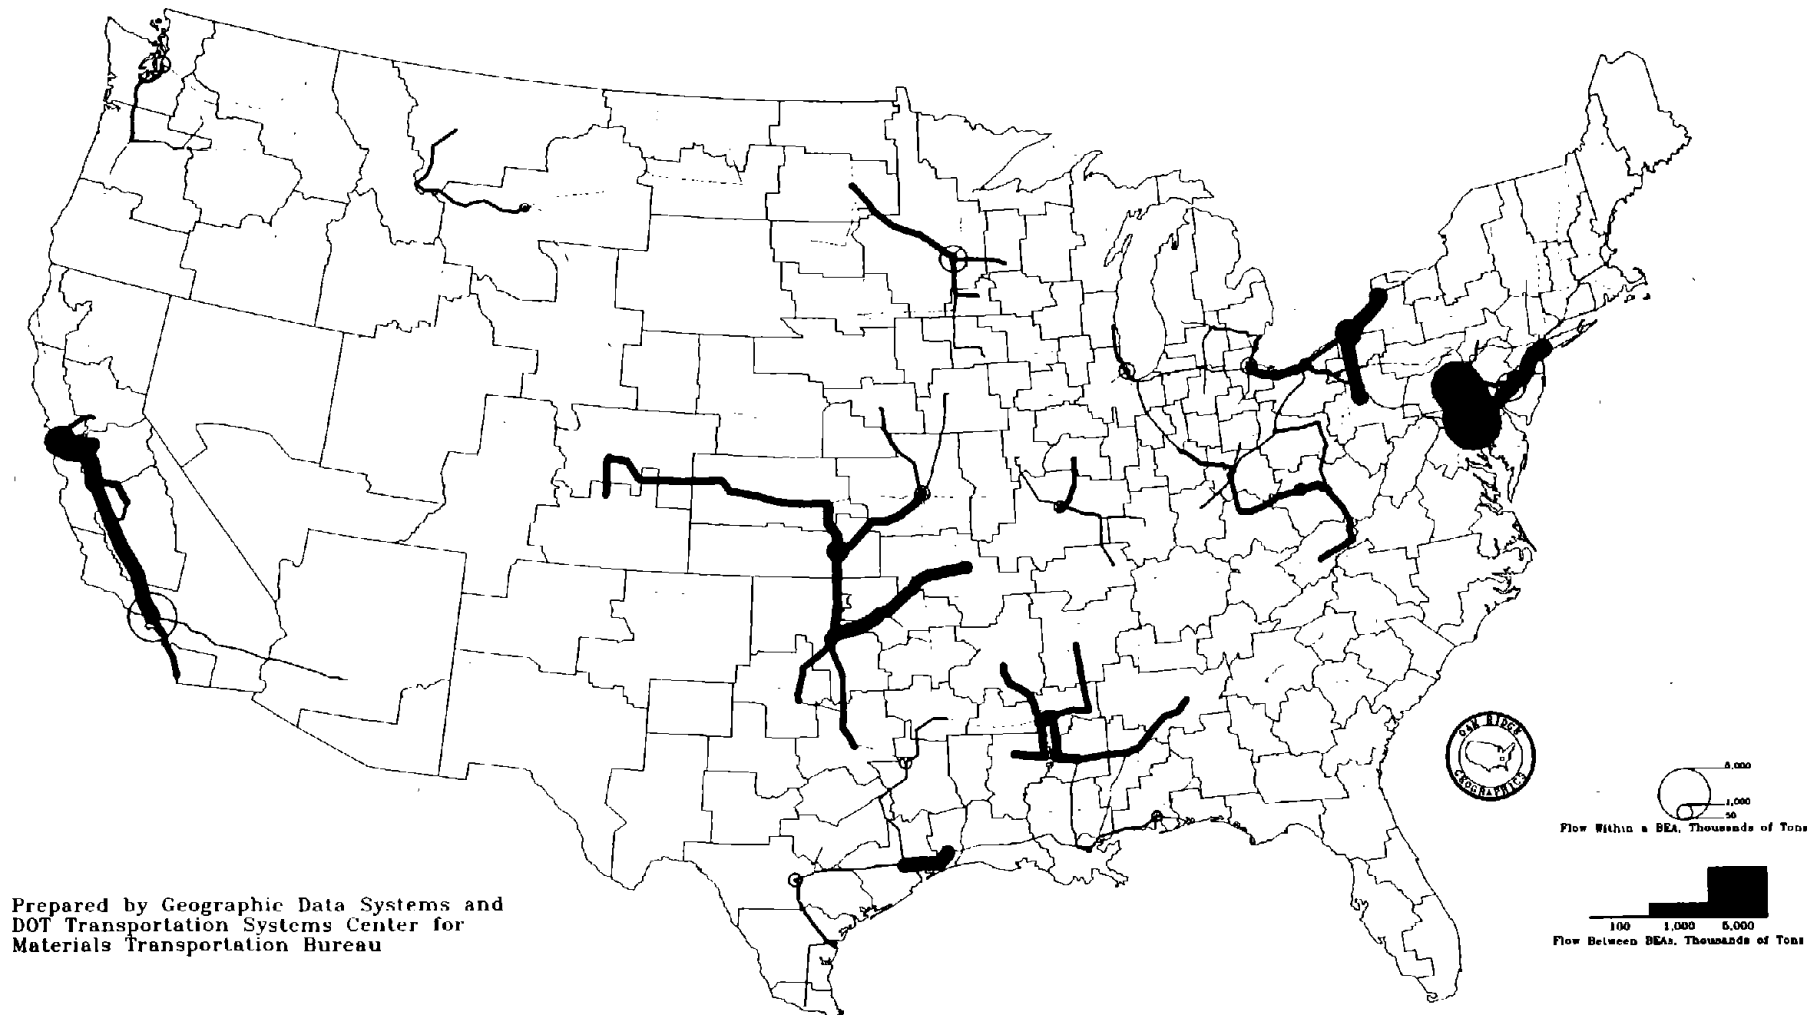 OAK RIDGE
GEOGRAPHICS
5,000
1,000
50
Flow Within a BEA, Thousands of Tons
100 1,000 5,000
Flow Between BEAs, Thousands of Tons
Prepared by Geographic Data Systems and
DOT Transportation Systems Center for
Materials Transportation Bureau